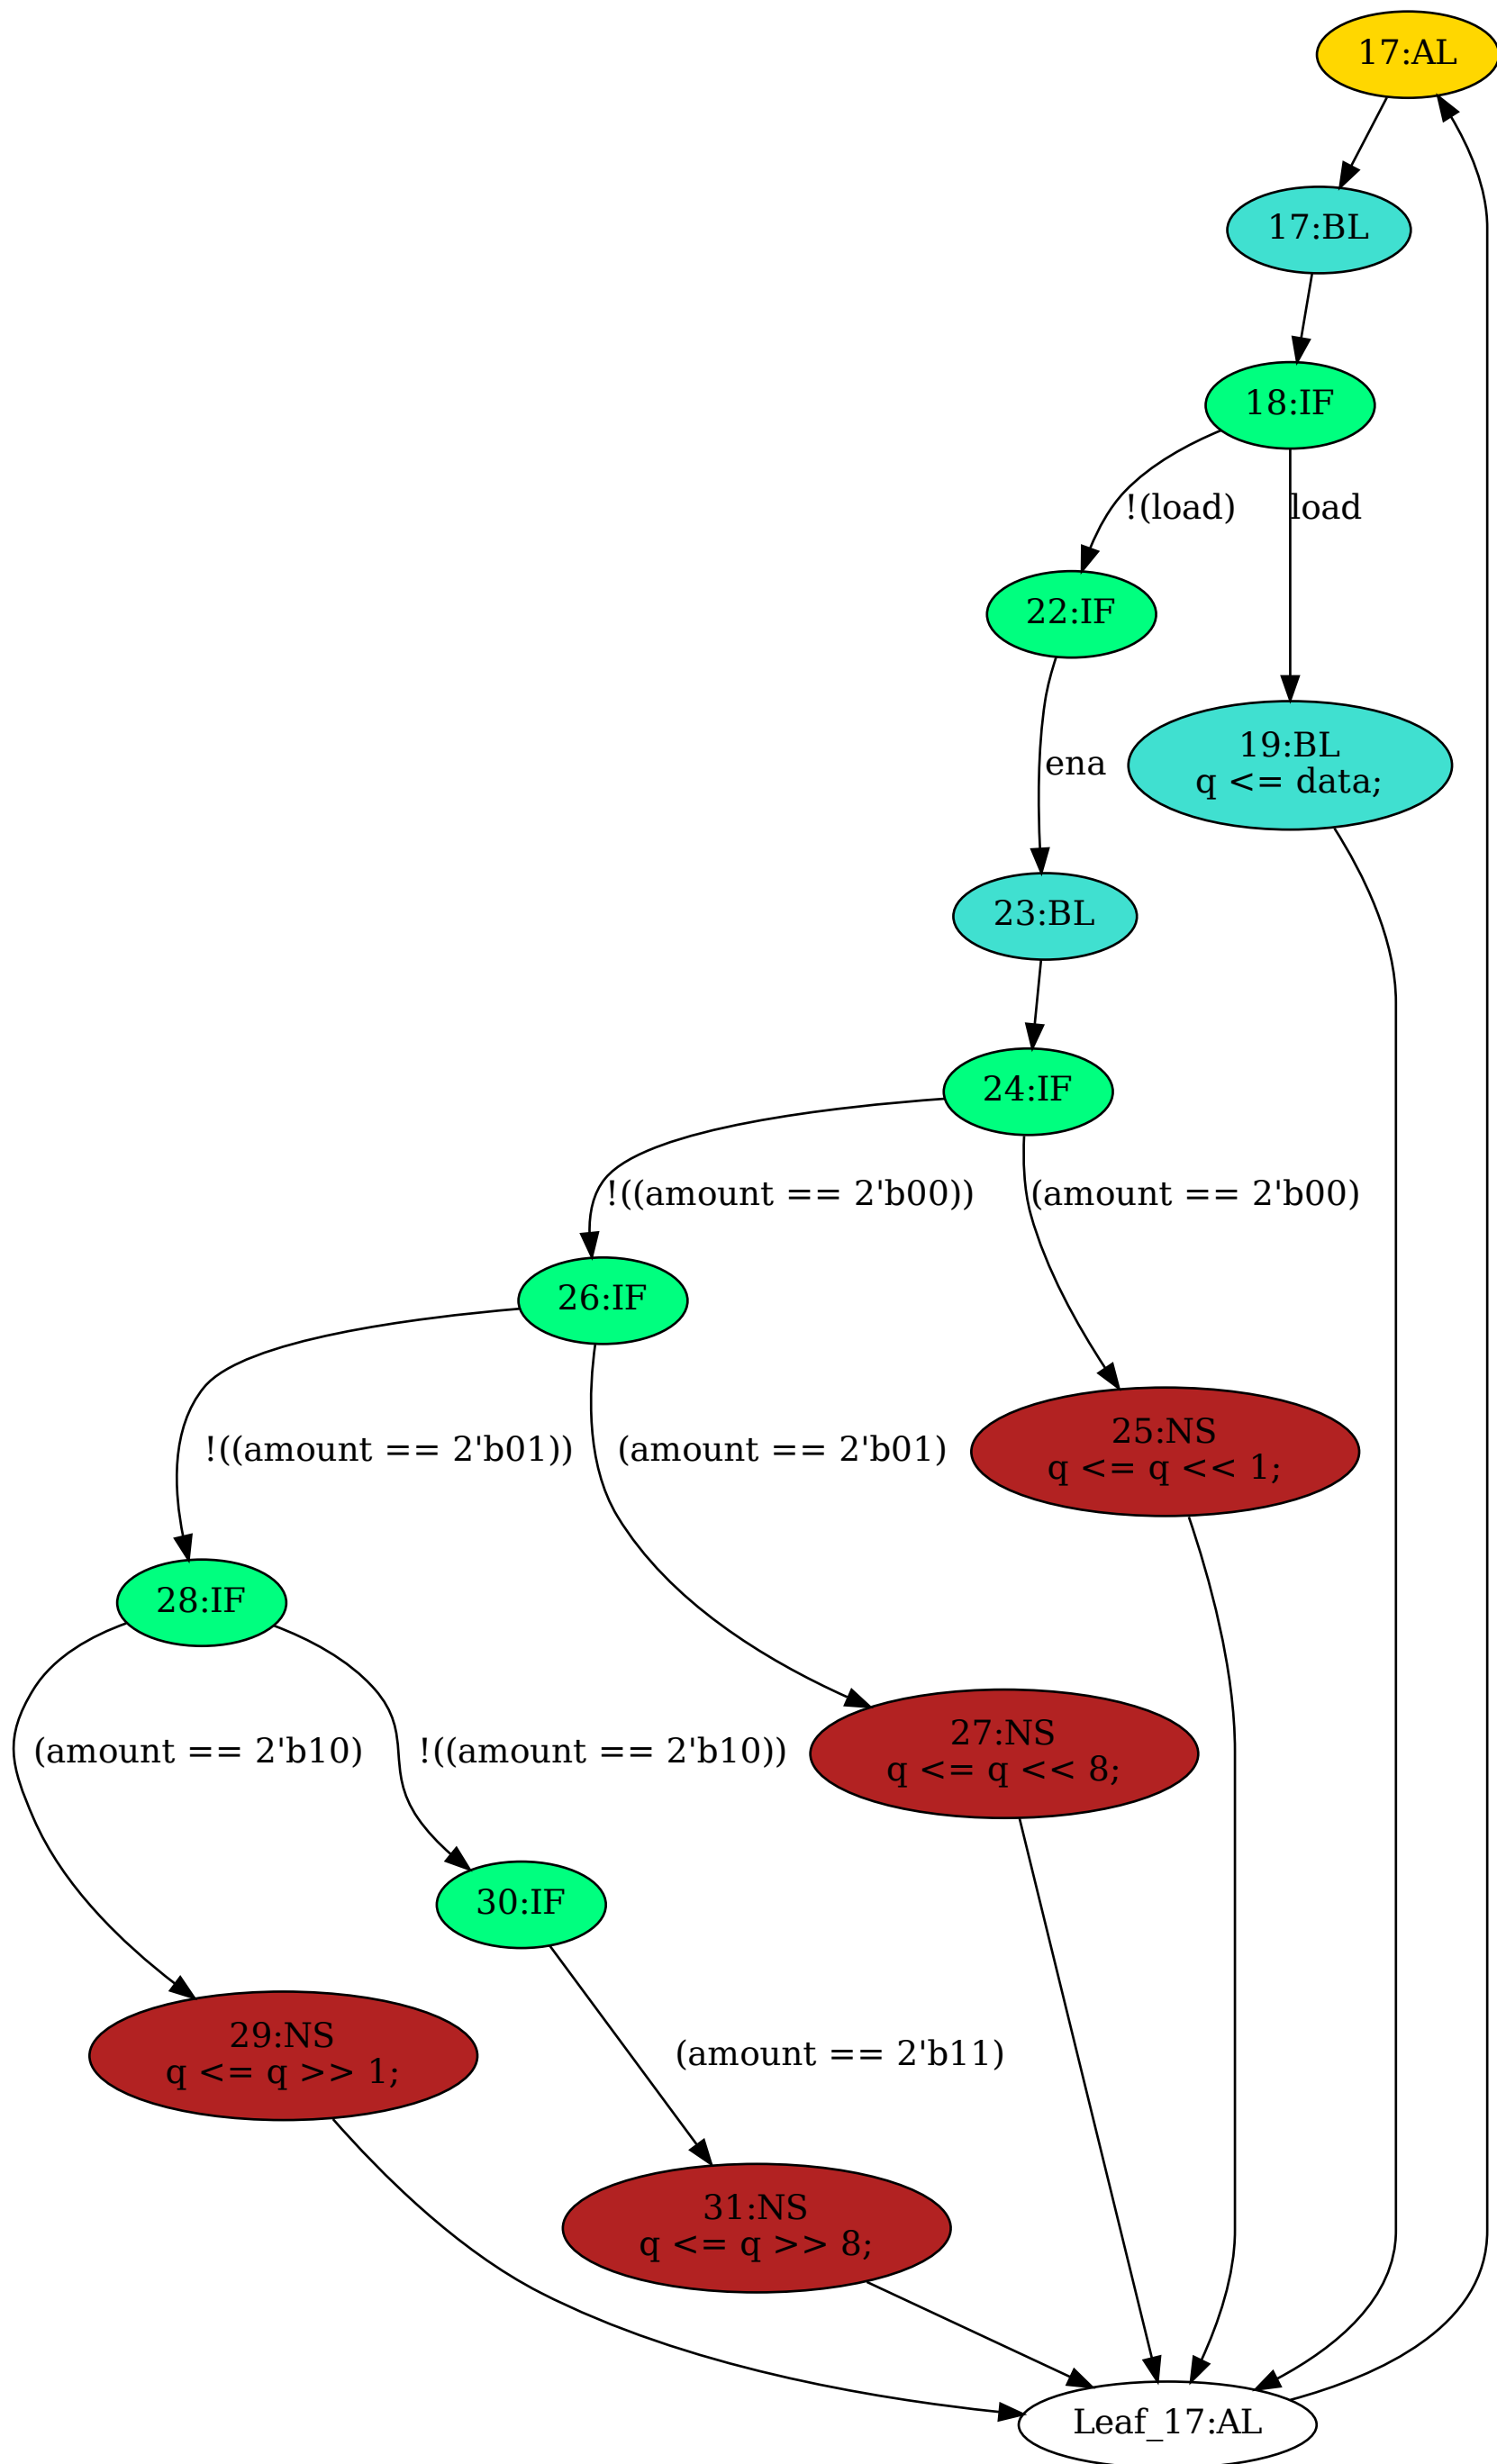 17:AL
17:BL
18:IF
!(load)
load
22:IF
19:BL
q <= data;
ena
23:BL
24:IF
!((amount == 2'b00))
(amount == 2'b00)
26:IF
25:NS
q <= q << 1;
!((amount == 2'b01))
(amount == 2'b01)
28:IF
27:NS
q <= q << 8;
(amount == 2'b10)
!((amount == 2'b10))
30:IF
29:NS
q <= q >> 1;
(amount == 2'b11)
31:NS
q <= q >> 8;
Leaf_17:AL